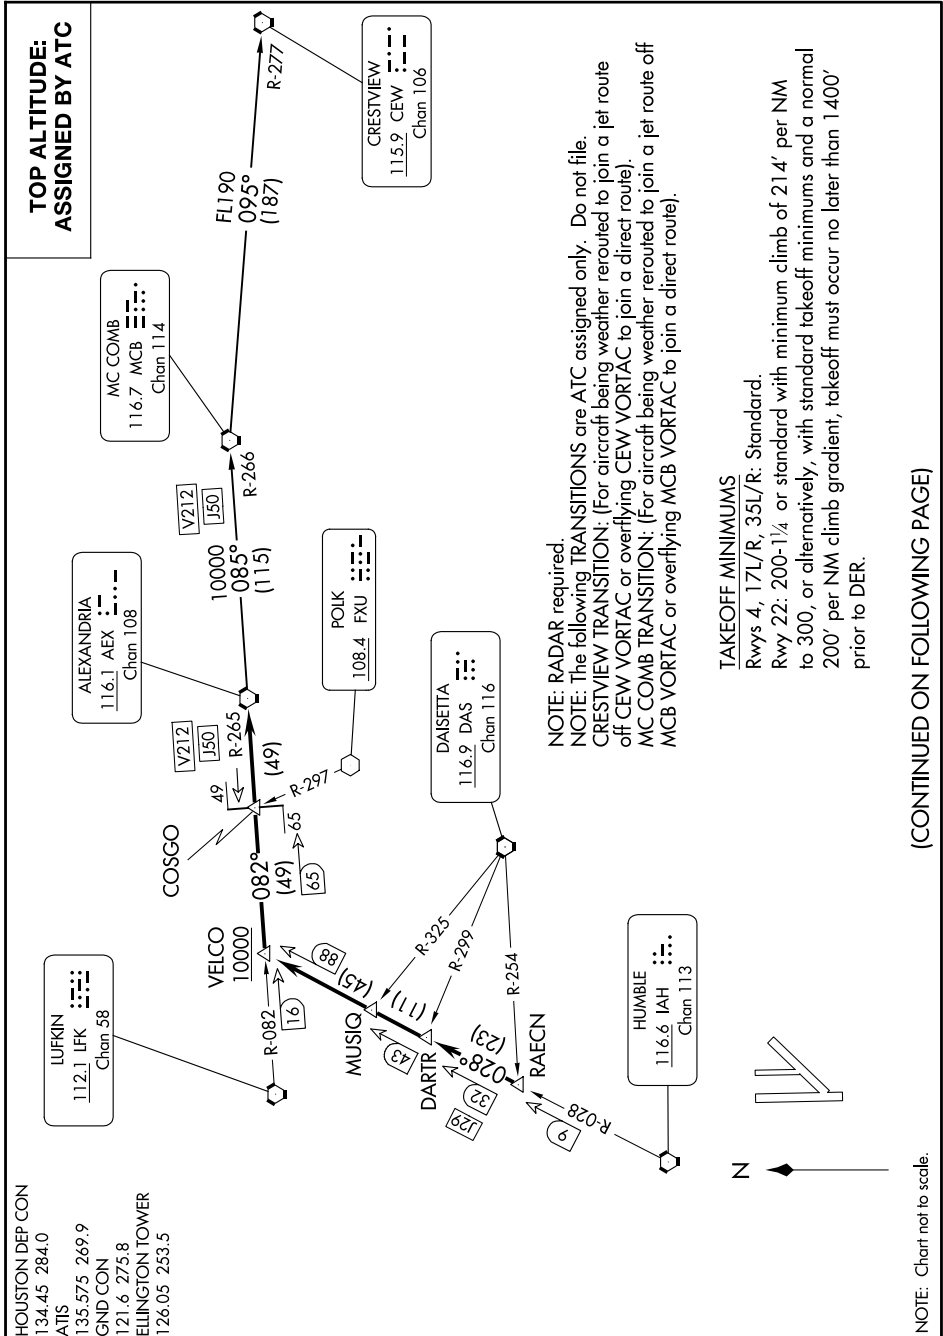 TOP ALTITUDE:
ASSIGNED BY ATC
HOUSTON DEP CON
134.45 284.0
ATIS
135.575 269.9
GND CON
121.6 275.8
ELLINGTON TOWER
126.05 253.5
LUFKIN
112.1 LFK
Chan 58
R-082
16
VELCO
10000
88
082°
(49)
65
65
COSGO
49
R-265
(49)
V212
J50
R-297
POLK
108.4 FXU
ALEXANDRIA
116.1 AEX
Chan 108
10000
085°
(115)
V212
J50
R-266
MC COMB
116.7 MCB
Chan 114
FL190
095°
(187)
R-277
CRESTVIEW
115.9 CEW
Chan 106
DAISETTA
116.9 DAS
Chan 116
R-325
R-299
R-254
(45)
MUSIQ
(11)
43
DARTR
(23)
028°
32
J29
RAECN
R-028
9
HUMBLE
116.6 IAH
Chan 113
N
NOTE: RADAR required.
NOTE: The following TRANSITIONS are ATC assigned only. Do not file.
CRESTVIEW TRANSITION: (For aircraft being weather rerouted to join a jet route
off CEW VORTAC or overflying CEW VORTAC to join a direct route).
MC COMB TRANSITION: (For aircraft being weather rerouted to join a jet route off
MCB VORTAC or overflying MCB VORTAC to join a direct route).
TAKEOFF MINIMUMS
Rwys 4, 17L/R, 35L/R: Standard.
Rwy 22: 200-1¼ or standard with minimum climb of 214' per NM
to 300, or alternatively, with standard takeoff minimums and a normal
200' per NM climb gradient, takeoff must occur no later than 1400'
prior to DER.
(CONTINUED ON FOLLOWING PAGE)
NOTE: Chart not to scale.